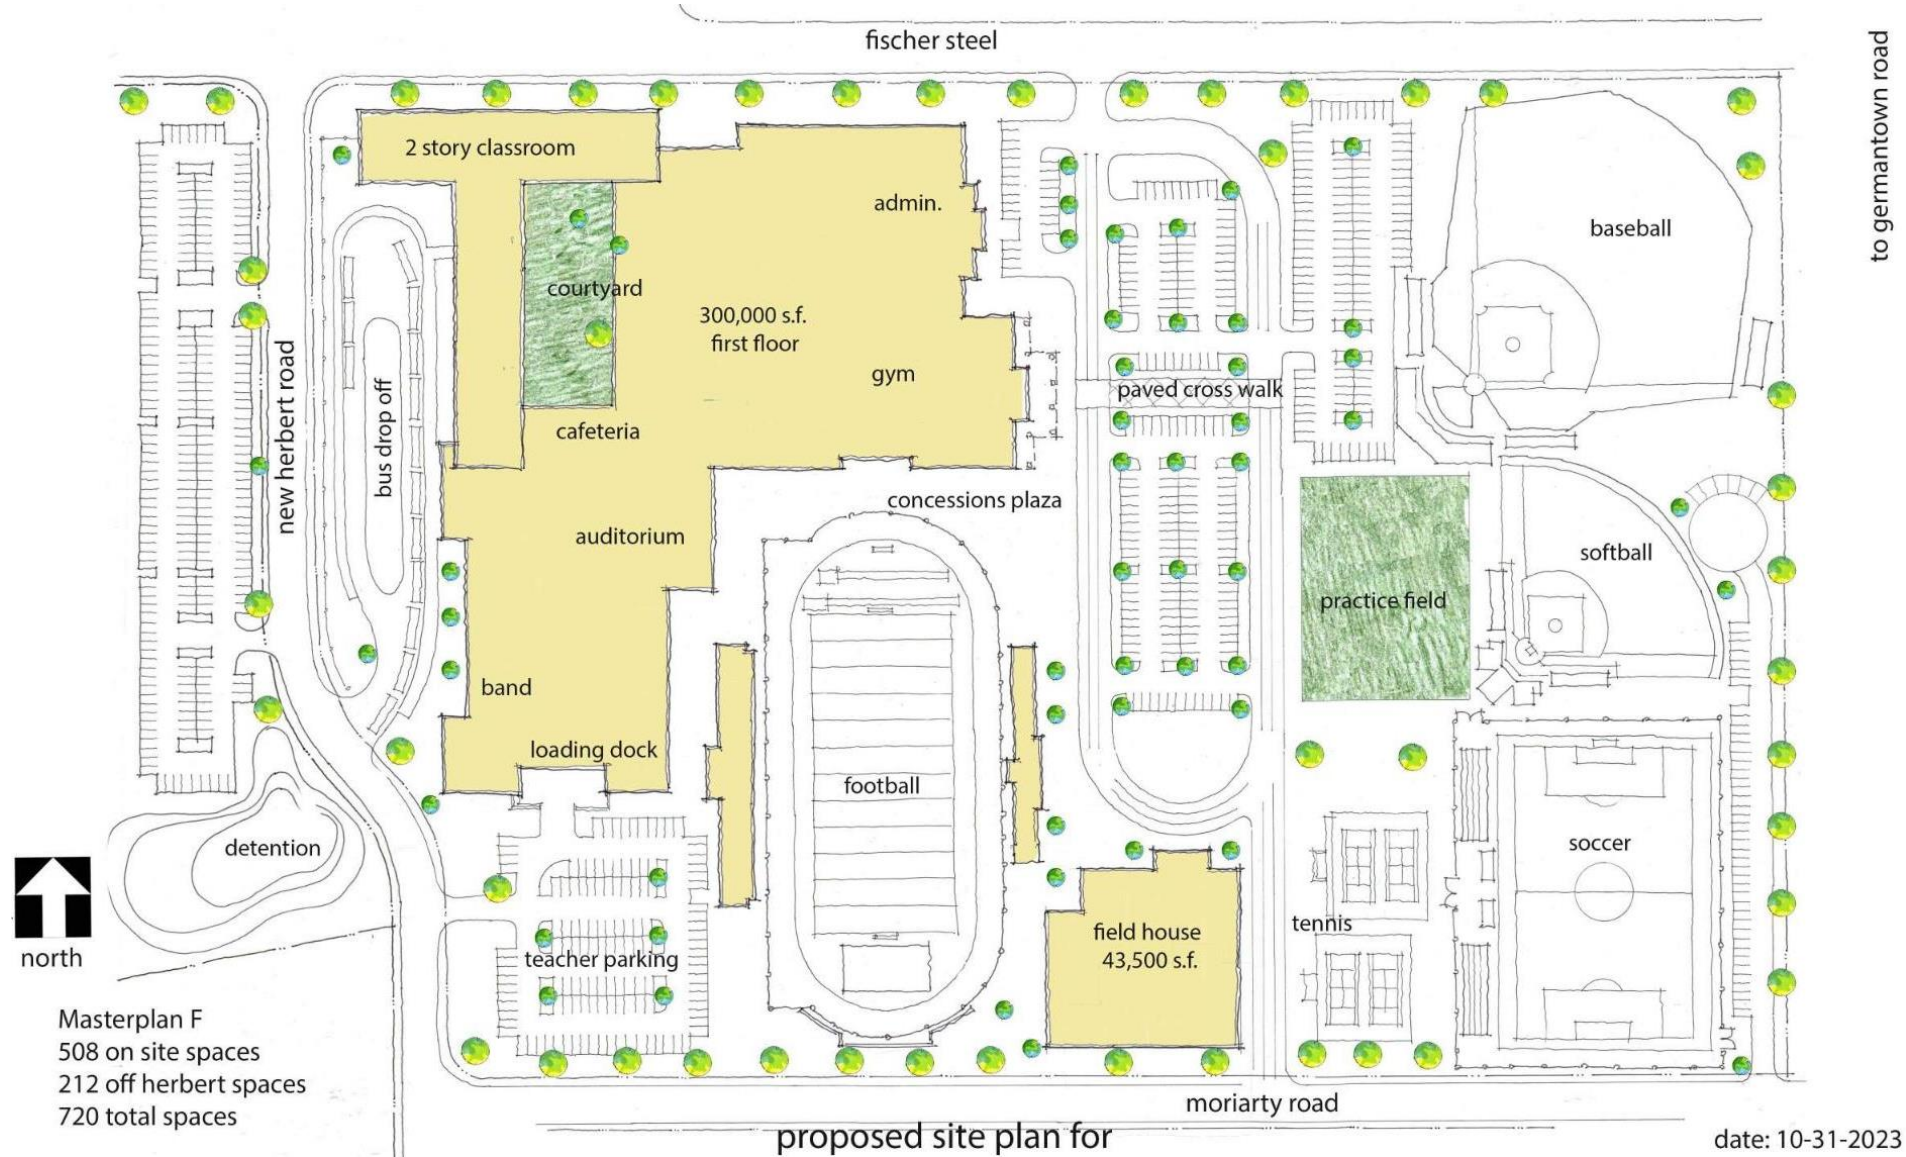 fischer steel
to germantown road
2 story classroom
admin.
baseball
courtyard
300,000 s.f.
first floor
new herbert road
bus drop off
gym
paved cross walk
cafeteria
concessions plaza
auditorium
softball
practice field
band
loading dock
football
detention
soccer
tennis
field house
43,500 s.f.
teacher parking
north
Masterplan F
508 on site spaces
212 off herbert spaces
720 total spaces
moriarty road
proposed site plan for
date: 10-31-2023